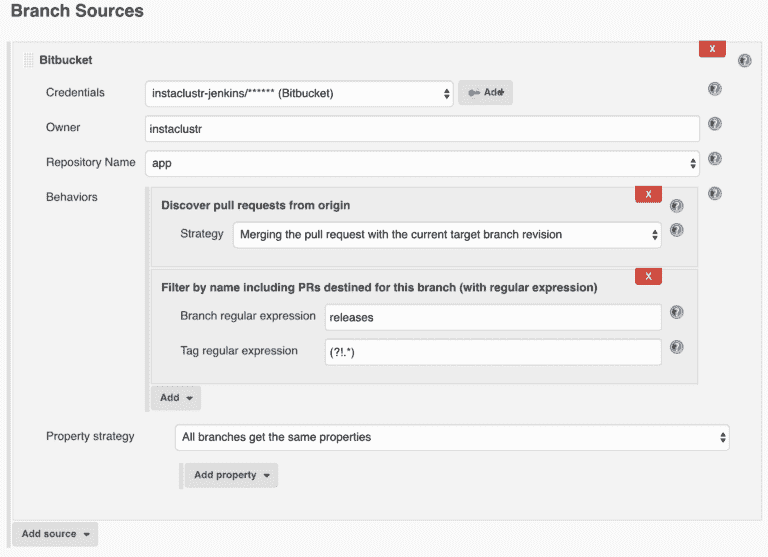 Branch Sources
X
Bitbucket
Credentials
instaclustr-jenkins/****** (Bitbucket)
Add
Owner
instaclustr
Repository Name
app
Behaviors
X
Discover pull requests from origin
Strategy
Merging the pull request with the current target branch revision
X
Filter by name including PRs destined for this branch (with regular expression)
Branch regular expression
releases
Tag regular expression
(?!.*)
Add
Property strategy
All branches get the same properties
Add property
Add source